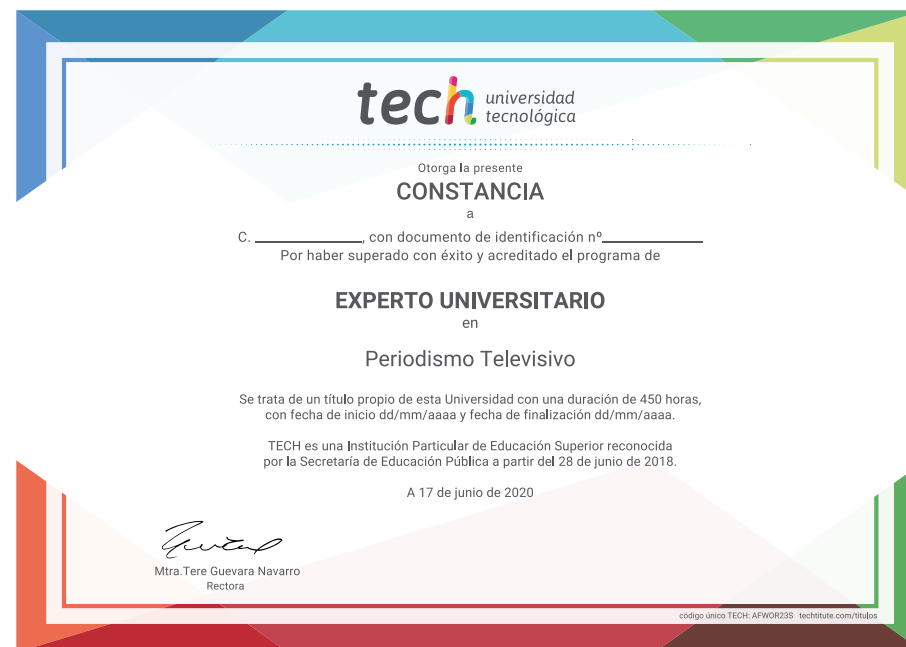 tech universidad
tecnológica
Otorga la presente
CONSTANCIA
a
C. ____________, con documento de identificación nº____________
Por haber superado con éxito y acreditado el programa de
EXPERTO UNIVERSITARIO
en
Periodismo Televisivo
Se trata de un título propio de esta Universidad con una duración de 450 horas,
con fecha de inicio dd/mm/aaaa y fecha de finalización dd/mm/aaaa.
TECH es una Institución Particular de Educación Superior reconocida
por la Secretaría de Educación Pública a partir del 28 de junio de 2018.
A 17 de junio de 2020
Mtra.Tere Guevara Navarro
Rectora
código único TECH: AFWOR23S techtitute.com/titulos